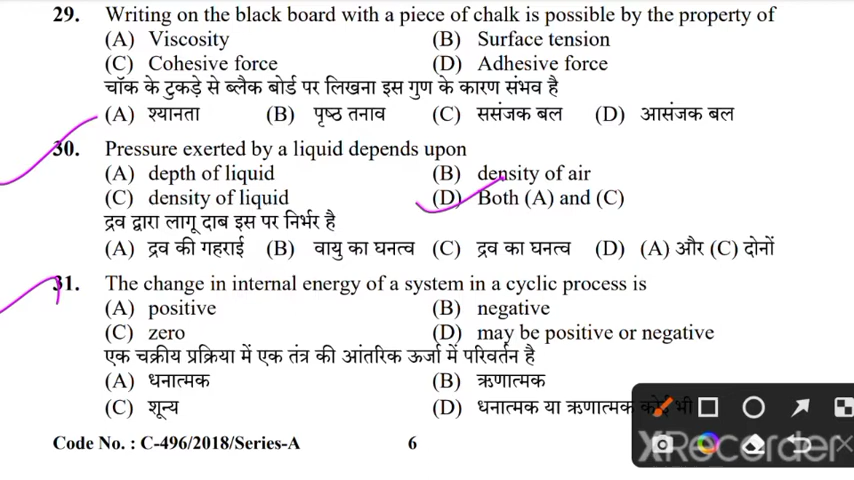 29. Writing on the black board with a piece of chalk is possible by the property of
(A) Viscosity (B) Surface tension
(C) Cohesive force (D) Adhesive force
चॉक के टुकड़े से ब्लैक बोर्ड पर लिखना इस गुण के कारण संभव है
(A) श्यानता (B) पृष्ठ तनाव (C) ससंजक बल (D) आसंजक बल
30. Pressure exerted by a liquid depends upon
(A) depth of liquid (B) density of air
(C) density of liquid (D) Both (A) and (C)
द्रव द्वारा लागू दाब इस पर निर्भर है
(A) द्रव की गहराई (B) वायु का घनत्व (C) द्रव का घनत्व (D) (A) और (C) दोनों
31. The change in internal energy of a system in a cyclic process is
(A) positive (B) negative
(C) zero (D) may be positive or negative
एक चक्रीय प्रक्रिया में एक तंत्र की आंतरिक ऊर्जा में परिवर्तन है
(A) धनात्मक (B) ऋणात्मक
(C) शून्य (D) धनात्मक या ऋणात्मक कोई भी
Code No. : C-496/2018/Series-A 6
XRecorder